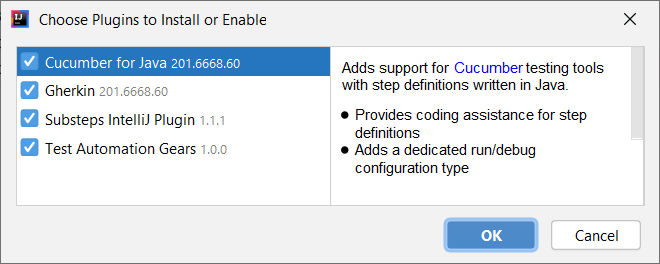 Choose Plugins to Install or Enable
Cucumber for Java 201.6668.60
Gherkin 201.6668.60
Substeps IntelliJ Plugin 1.1.1
Test Automation Gears 1.0.0
Adds support for Cucumber testing tools
with step definitions written in Java.
● Provides coding assistance for step
definitions
● Adds a dedicated run/debug
configuration type
OK
Cancel